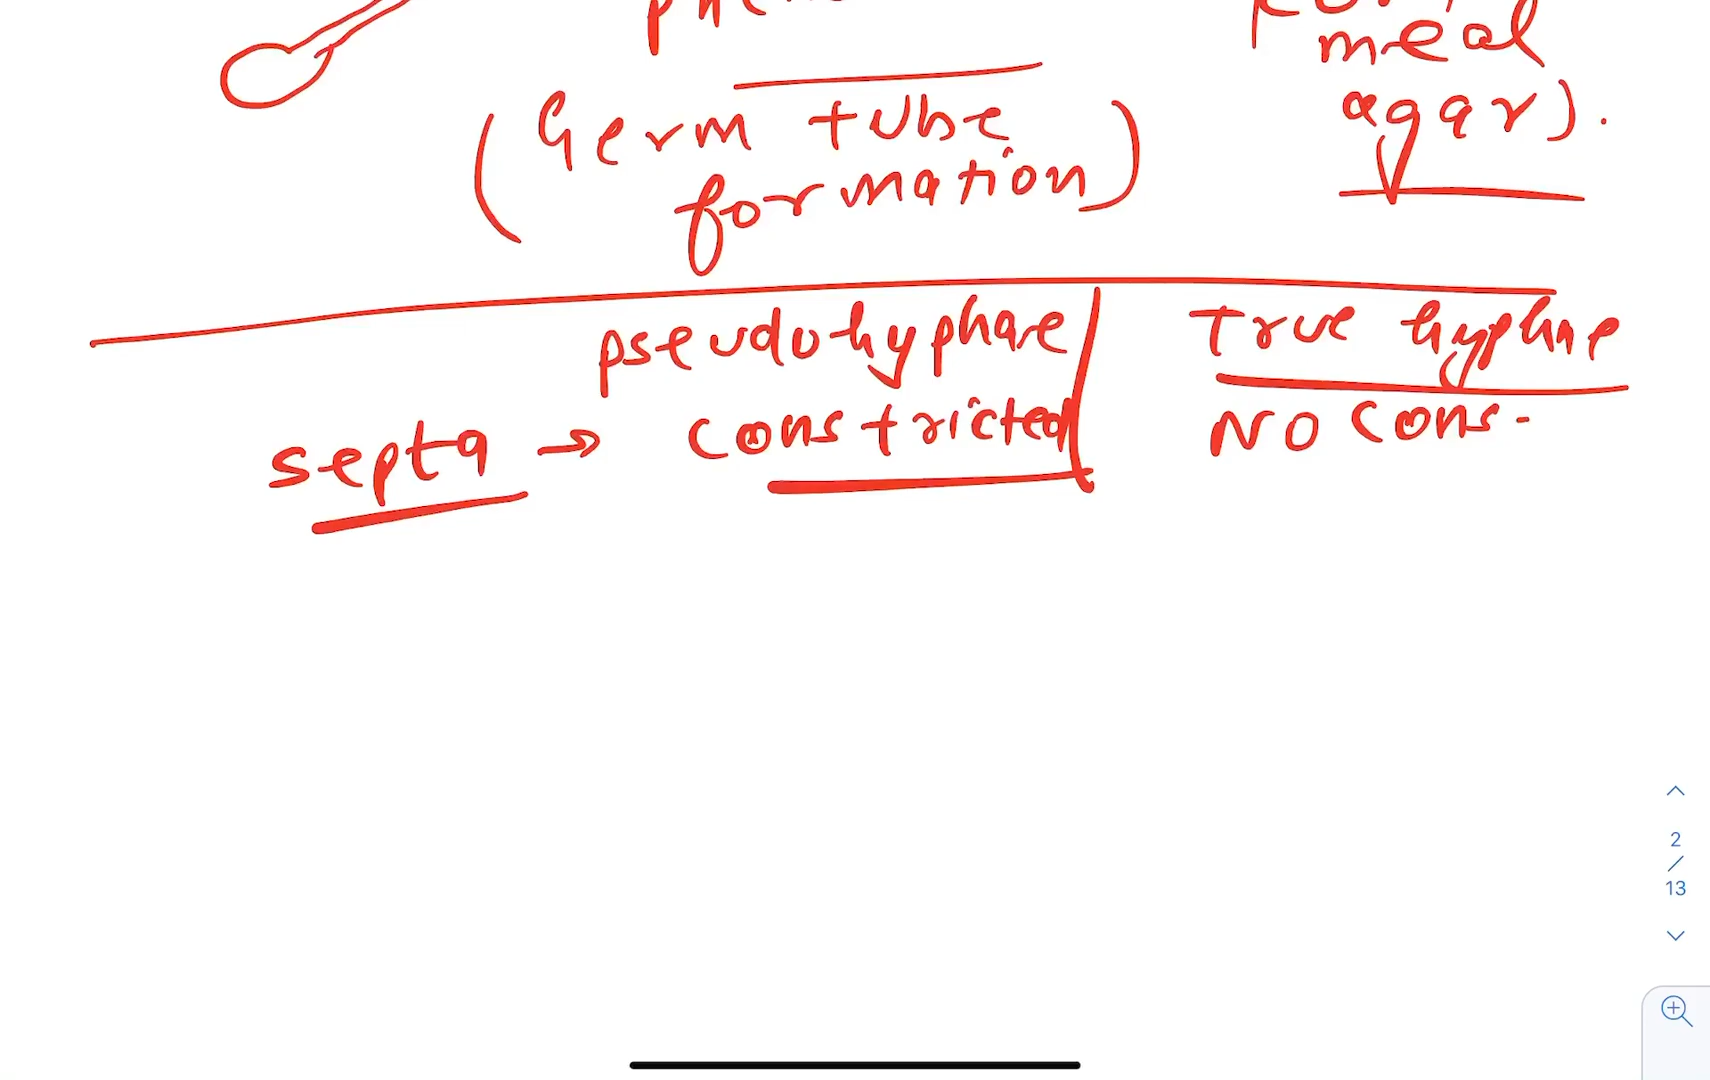 meal
(Germ tube agar).
formation)
pseudohyphae True hyphae
septa → constricted NO cons-
2
/
13